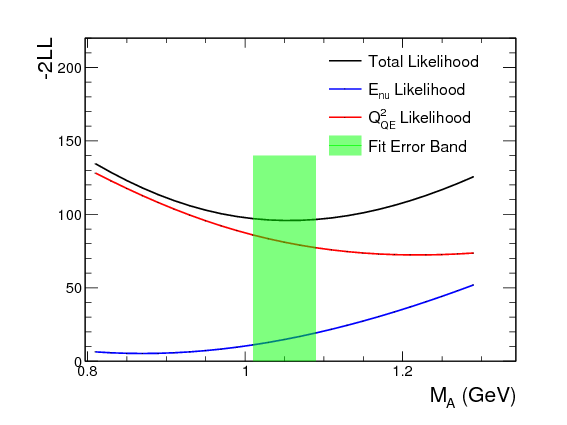 -2LL
200
150
100
50
0
0.8
1
1.2
M_A (GeV)
Total Likelihood
E_nu Likelihood
Q²_QE Likelihood
Fit Error Band